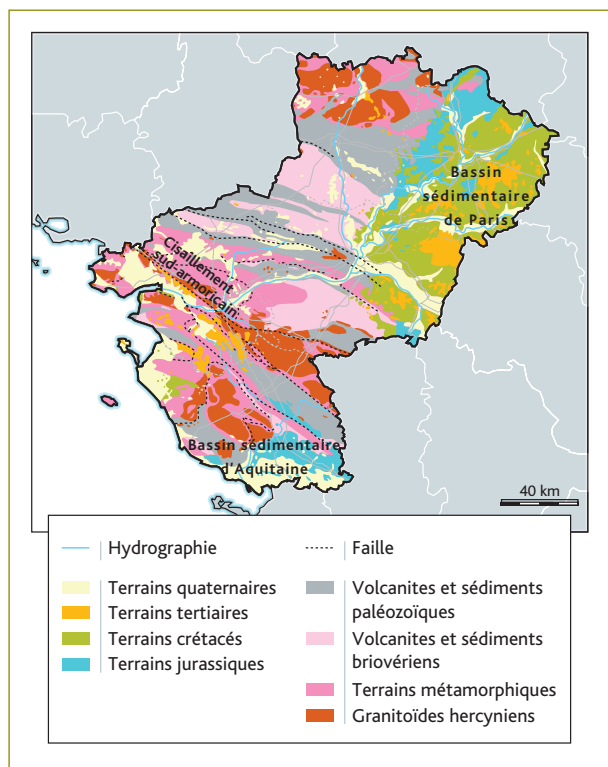 Bassin
sédimentaire
de Paris
Cisaillement
sud-armoricain
Bassin sédimentaire
d'Aquitaine
40 km
Hydrographie
Faille
Terrains quaternaires
Terrains tertiaires
Terrains crétacés
Terrains jurassiques
Volcanites et sédiments
paléozoïques
Volcanites et sédiments
briovériens
Terrains métamorphiques
Granitoïdes hercyniens